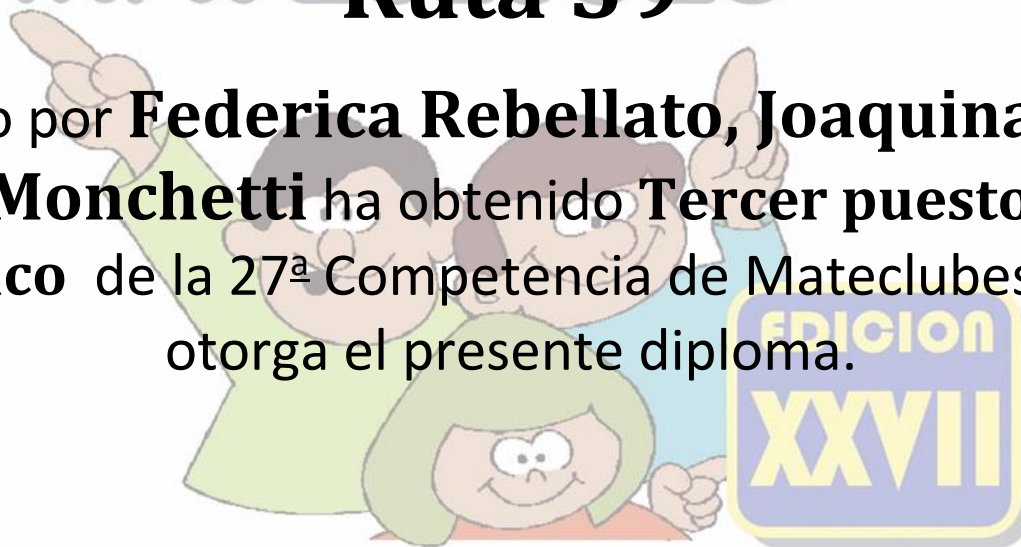 Ruta 39
por Federica Rebellato, Joaquina
Monchetti ha obtenido Tercer puesto
de la 27ª Competencia de Mateclubes
otorga el presente diploma.
EDICION
XXVII